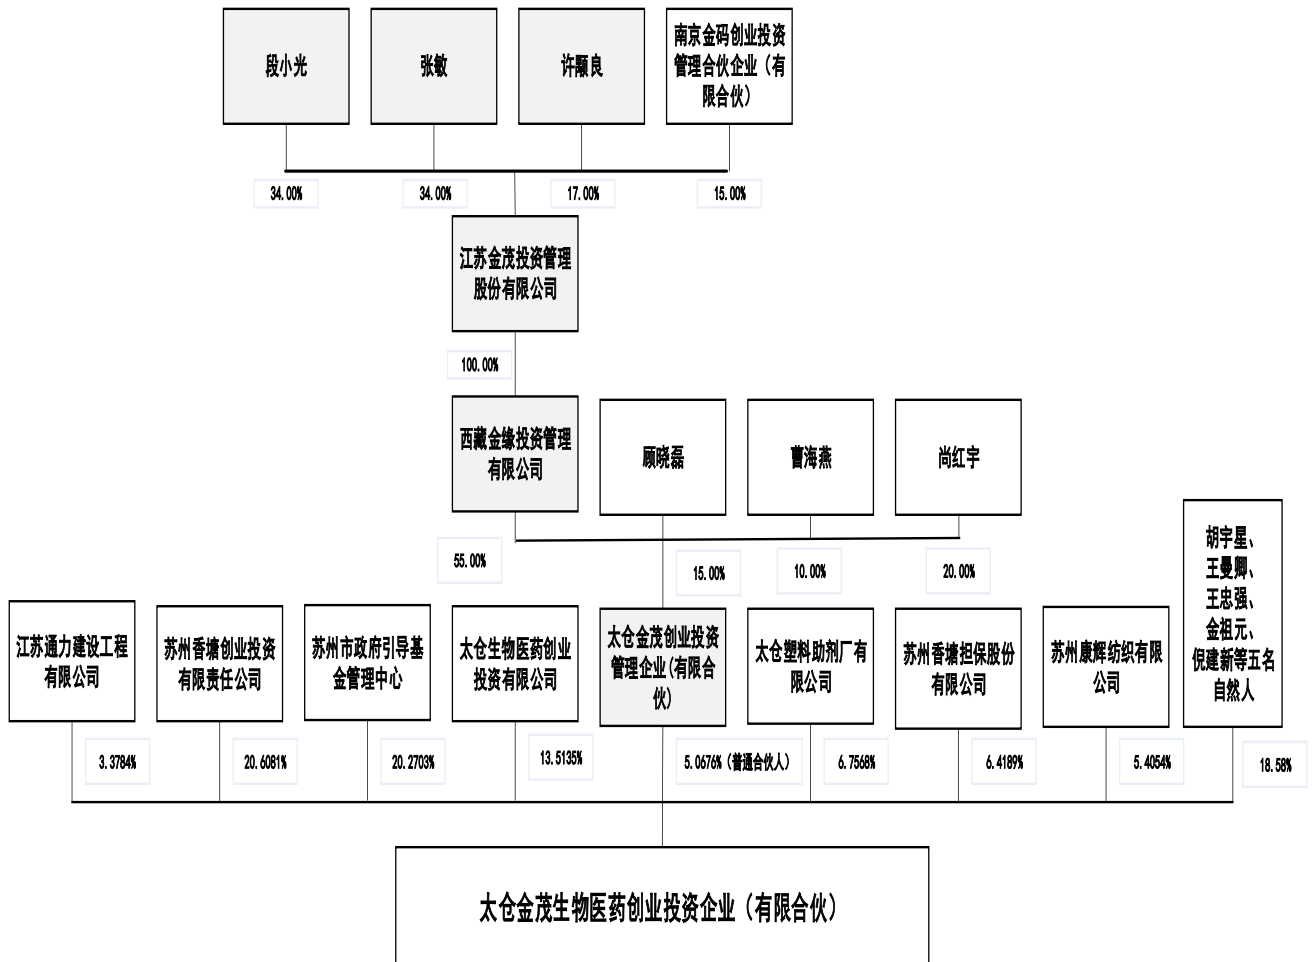 段小光
张敏
许颙良
南京金码创业投资
管理合伙企业（有
限合伙）
34.00%
34.00%
17.00%
15.00%
江苏金茂投资管理
股份有限公司
100.00%
西藏金缘投资管理
有限公司
顾晓磊
曹海燕
尚红宇
55.00%
15.00%
10.00%
20.00%
江苏通力建设工程
有限公司
苏州香塘创业投资
有限责任公司
苏州市政府引导基
金管理中心
太仓生物医药创业
投资有限公司
太仓金茂创业投资
管理企业(有限合
伙)
太仓塑料助剂厂有
限公司
苏州香塘担保股份
有限公司
苏州康辉纺织有限
公司
胡宇星、
王曼卿、
王忠强、
金祖元、
倪建新等五名
自然人
3.3784%
20.6081%
20.2703%
13.5135%
5.0676%（普通合伙人）
6.7568%
6.4189%
5.4054%
18.58%
太仓金茂生物医药创业投资企业（有限合伙）